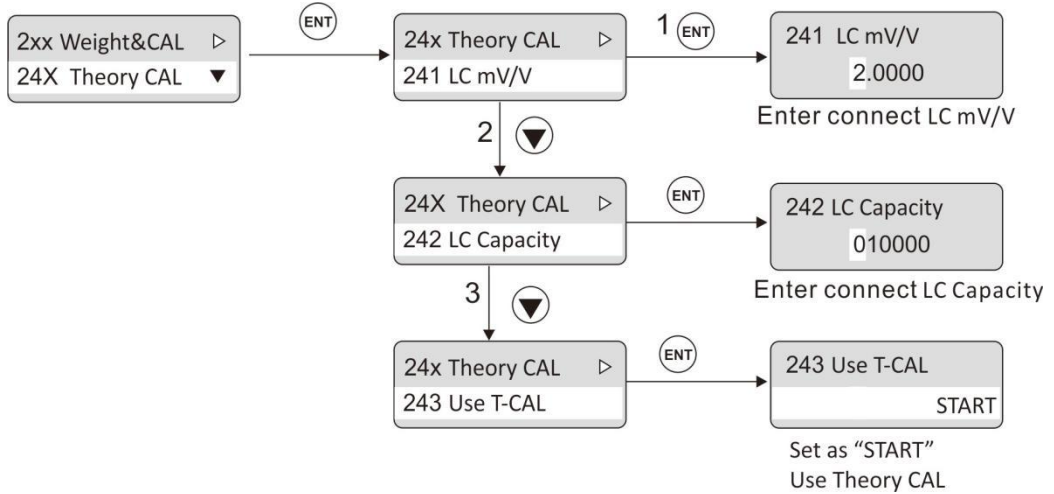 2xx Weight&CAL ▷
24X Theory CAL ▼
ENT
24x Theory CAL ▷
241 LC mV/V
1 ENT
241 LC mV/V
2.0000
Enter connect LC mV/V
2 ▼
24X Theory CAL ▷
242 LC Capacity
ENT
242 LC Capacity
010000
Enter connect LC Capacity
3 ▼
24x Theory CAL ▷
243 Use T-CAL
ENT
243 Use T-CAL
START
Set as “START”
Use Theory CAL